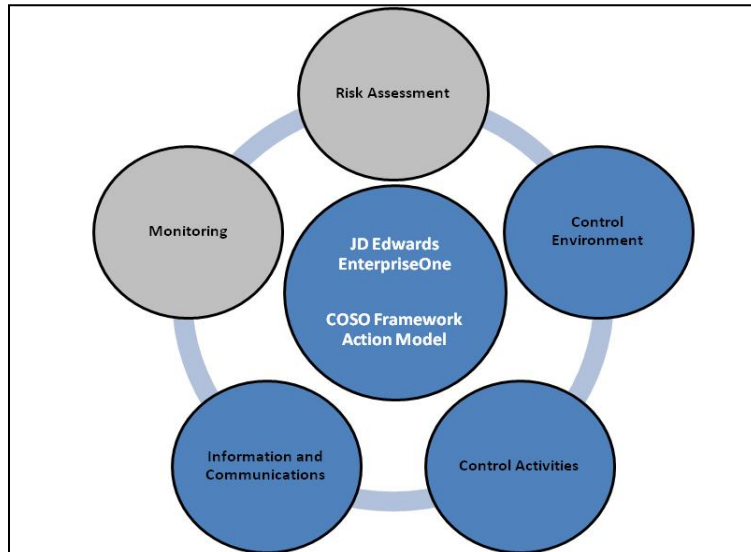 Risk Assessment
Monitoring
Control
Environment
JD Edwards
EnterpriseOne
COSO Framework
Action Model
Information and
Communications
Control Activities